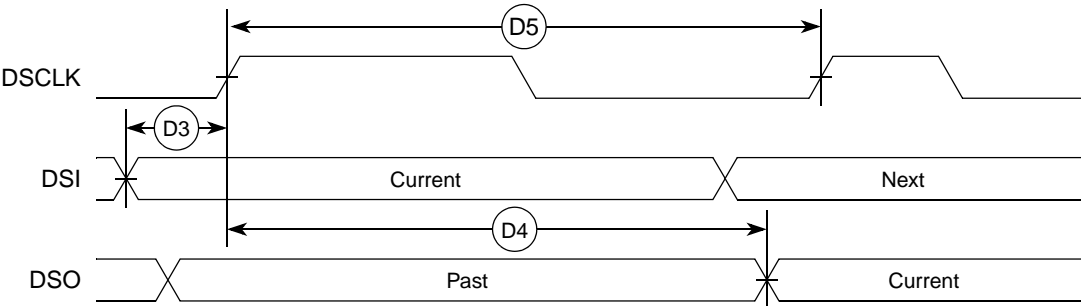 D5
DSCLK
D3
DSI
Current
Next
D4
DSO
Past
Current